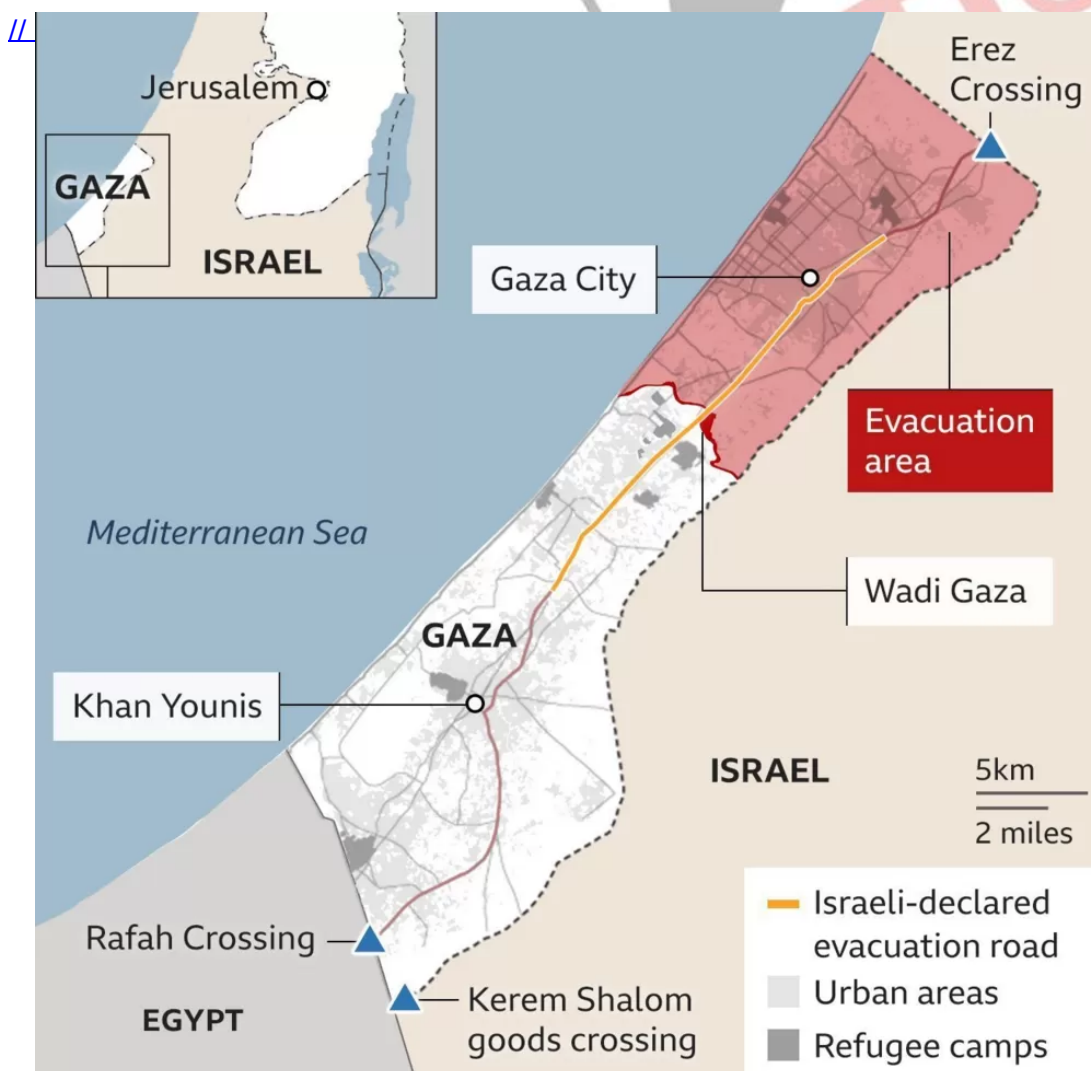 //
Jerusalem
GAZA
ISRAEL
Erez
Crossing
Gaza City
Evacuation
area
Mediterranean Sea
Wadi Gaza
GAZA
Khan Younis
ISRAEL
5km
2 miles
Rafah Crossing
EGYPT
Kerem Shalom
goods crossing
Israeli-declared
evacuation road
Urban areas
Refugee camps